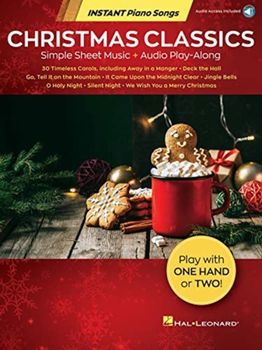 INSTANT Piano Songs
Audio Access Included
CHRISTMAS CLASSICS
Simple Sheet Music + Audio Play-Along
30 Timeless Carols, including Away in a Manger • Deck the Hall
Go, Tell It on the Mountain • It Came Upon the Midnight Clear • Jingle Bells
O Holy Night • Silent Night • We Wish You a Merry Christmas
Play with
ONE HAND
or TWO!
HAL•LEONARD®